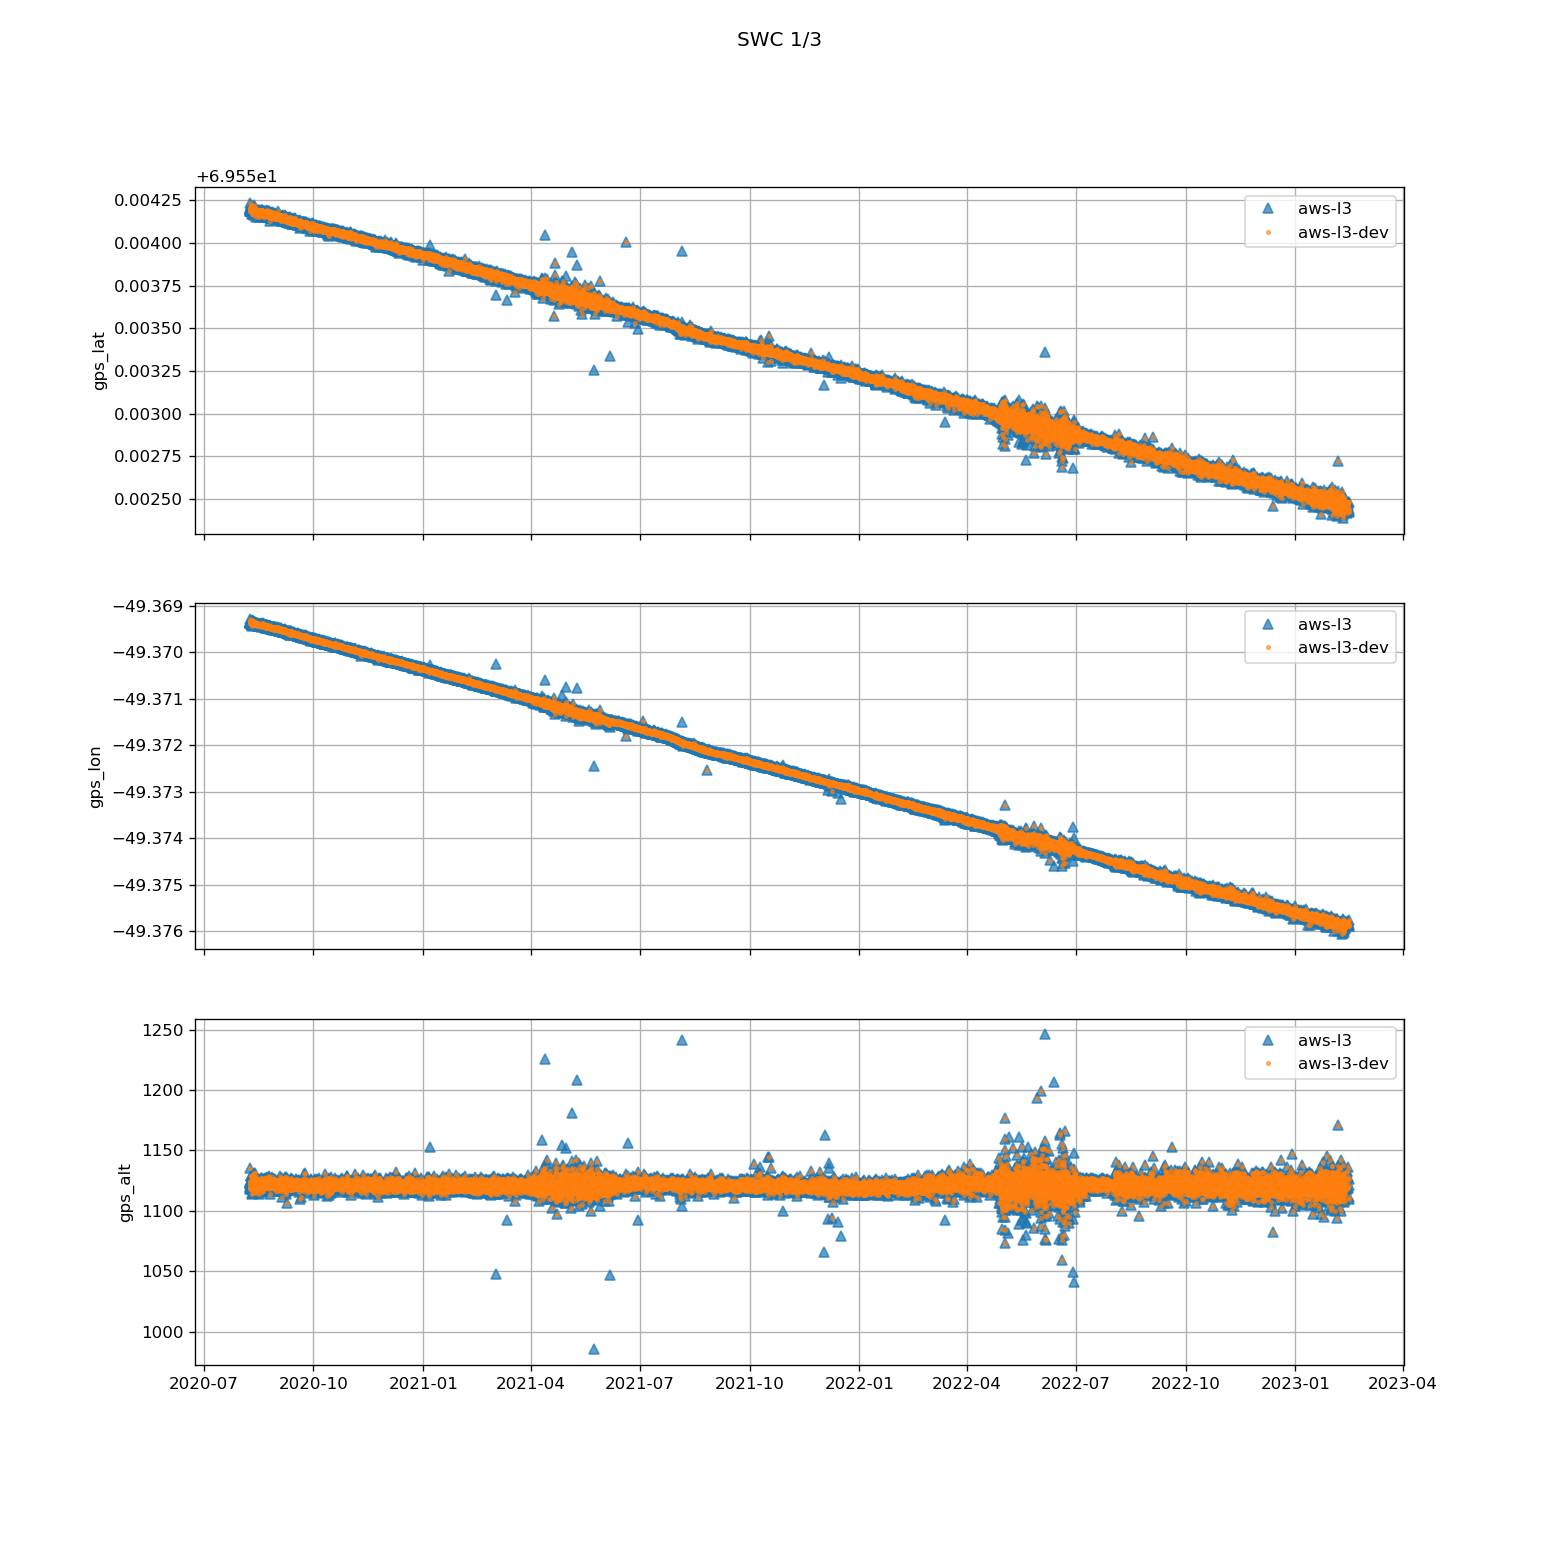 SWC 1/3
+6.955e1
0.00425
0.00400
0.00375
0.00350
0.00325
0.00300
0.00275
0.00250
gps_lat
aws-l3
aws-l3-dev
−49.369
−49.370
−49.371
−49.372
−49.373
−49.374
−49.375
−49.376
gps_lon
aws-l3
aws-l3-dev
1250
1200
1150
1100
1050
1000
gps_alt
aws-l3
aws-l3-dev
2020-07 2020-10 2021-01 2021-04 2021-07 2021-10 2022-01 2022-04 2022-07 2022-10 2023-01 2023-04